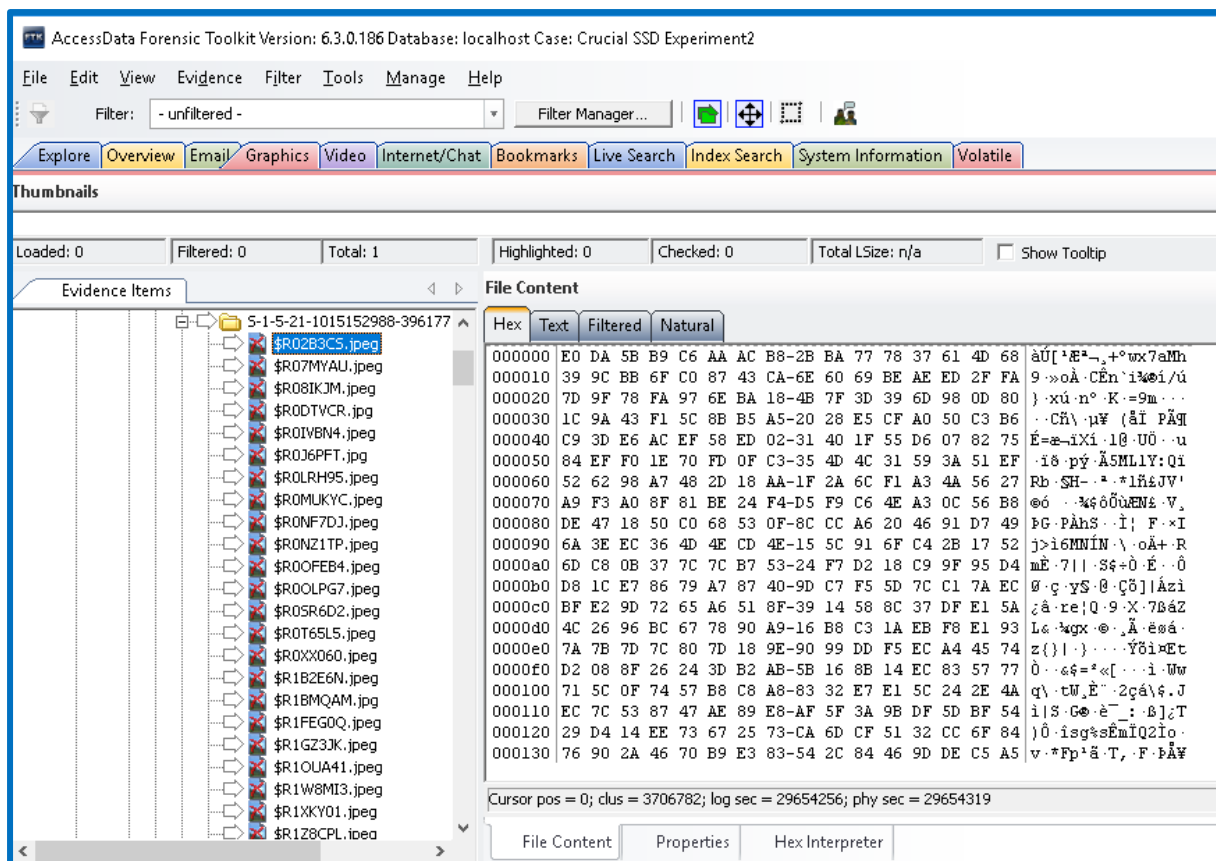 AccessData Forensic Toolkit Version: 6.3.0.186 Database: localhost Case: Crucial SSD Experiment2
File Edit View Evidence Filter Tools Manage Help
Filter: - unfiltered - Filter Manager...
Explore Overview Email Graphics Video Internet/Chat Bookmarks Live Search Index Search System Information Volatile
Thumbnails
Loaded: 0 Filtered: 0 Total: 1 Highlighted: 0 Checked: 0 Total LSize: n/a Show Tooltip
Evidence Items
S-1-5-21-1015152988-396177
$R02B3CS.jpeg
$R07MYAU.jpeg
$R08IKJM.jpeg
$R0DTVCR.jpg
$R0IVBN4.jpeg
$R0J6PFT.jpg
$R0LRH95.jpeg
$R0MUKYC.jpeg
$R0NF7DJ.jpeg
$R0NZ1TP.jpeg
$R0OFEB4.jpeg
$R0OLPG7.jpeg
$R0SR6D2.jpeg
$R0T65L5.jpeg
$R0XX060.jpeg
$R1B2E6N.jpeg
$R1BMQAM.jpg
$R1FEG0Q.jpeg
$R1GZ3JK.jpeg
$R1OUA41.jpeg
$R1W8MI3.jpeg
$R1XKY01.jpeg
$R1Z8CPL.jpeg
File Content
Hex Text Filtered Natural
000000 E0 DA 5B B9 C6 AA AC B8-2B BA 77 78 37 61 4D 68
000010 39 9C BB 6F C0 87 43 CA-6E 60 69 BE AE ED 2F FA
000020 7D 9F 78 FA 97 6E BA 18-4B 7F 3D 39 6D 98 0D 80
000030 1C 9A 43 F1 5C 8B B5 A5-20 28 E5 CF A0 50 C3 B6
000040 C9 3D E6 AC EF 58 ED 02-31 40 1F 55 D6 07 82 75
000050 84 EF F0 1E 70 FD 0F C3-35 4D 4C 31 59 3A 51 EF
000060 52 62 98 A7 48 2D 18 AA-1F 2A 6C F1 A3 4A 56 27
000070 A9 F3 A0 8F 81 BE 24 F4-D5 F9 C6 4E A3 0C 56 B8
000080 DE 47 18 50 C0 68 53 0F-8C CC A6 20 46 91 D7 49
000090 6A 3E EC 36 4D 4E CD 4E-15 5C 91 6F C4 2B 17 52
0000a0 6D C8 0B 37 7C 7C B7 53-24 F7 D2 18 C9 9F 95 D4
0000b0 D8 1C E7 86 79 A7 87 40-9D C7 F5 5D 7C C1 7A EC
0000c0 BF E2 9D 72 65 A6 51 8F-39 14 58 8C 37 DF E1 5A
0000d0 4C 26 96 BC 67 78 90 A9-16 B8 C3 1A EB F8 E1 93
0000e0 7A 7B 7D 7C 80 7D 18 9E-90 99 DD F5 EC A4 45 74
0000f0 D2 08 8F 26 24 3D B2 AB-5B 16 8B 14 EC 83 57 77
000100 71 5C 0F 74 57 B8 C8 A8-83 32 E7 E1 5C 24 2E 4A
000110 EC 7C 53 87 47 AE 89 E8-AF 5F 3A 9B DF 5D BF 54
000120 29 D4 14 EE 73 67 25 73-CA 6D CF 51 32 CC 6F 84
000130 76 90 2A 46 70 B9 E3 83-54 2C 84 46 9D DE C5 A5
Cursor pos = 0; clus = 3706782; log sec = 29654256; phy sec = 29654319
File Content Properties Hex Interpreter